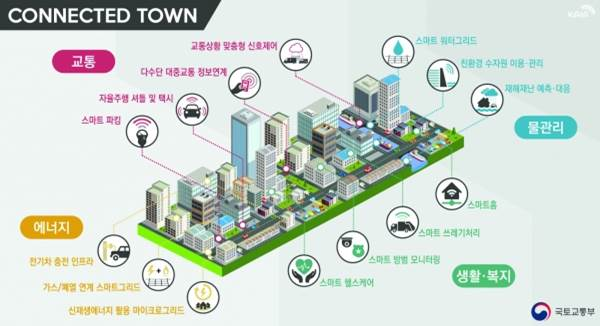 CONNECTED TOWN
KAIA
교통
교통상황 맞춤형 신호제어
다수단 대중교통 정보연계
자율주행 셔틀 및 택시
스마트 파킹
스마트 워터그리드
친환경 수자원 이용·관리
재해재난 예측·대응
물관리
에너지
전기차 충전 인프라
가스/폐열 연계 스마트그리드
신재생에너지 활용 마이크로그리드
스마트홈
스마트 쓰레기처리
스마트 방범 모니터링
스마트 헬스케어
생활·복지
국토교통부